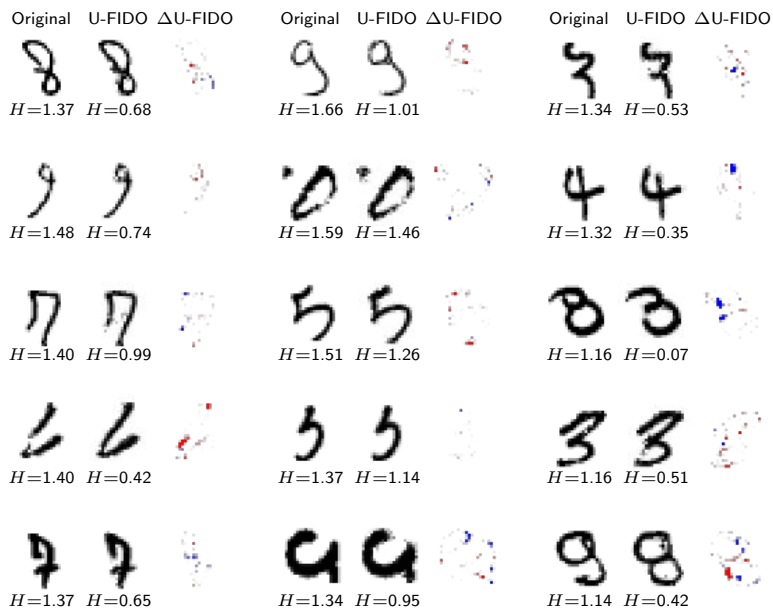 Original U-FIDO ΔU-FIDO Original U-FIDO ΔU-FIDO Original U-FIDO ΔU-FIDO
H=1.37 H=0.68 H=1.66 H=1.01 H=1.34 H=0.53
H=1.48 H=0.74 H=1.59 H=1.46 H=1.32 H=0.35
H=1.40 H=0.99 H=1.51 H=1.26 H=1.16 H=0.07
H=1.40 H=0.42 H=1.37 H=1.14 H=1.16 H=0.51
H=1.37 H=0.65 H=1.34 H=0.95 H=1.14 H=0.42